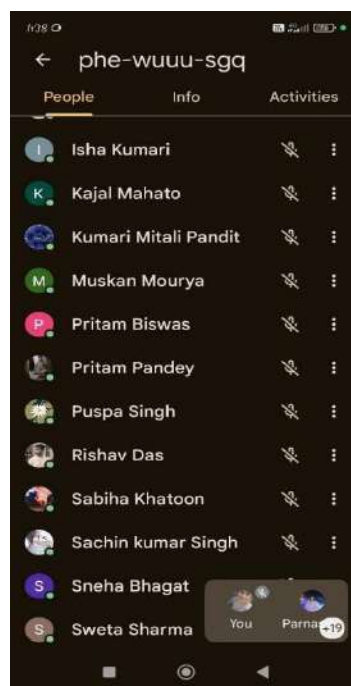 phe-wuuu-sgq
People Info Activities
I Isha Kumari
K Kajal Mahato
Kumari Mitali Pandit
M Muskan Mourya
P Pritam Biswas
Pritam Pandey
Puspa Singh
Rishav Das
Sabiha Khatoon
Sachin kumar Singh
S Sneha Bhagat
S Sweta Sharma
You Parna
+19